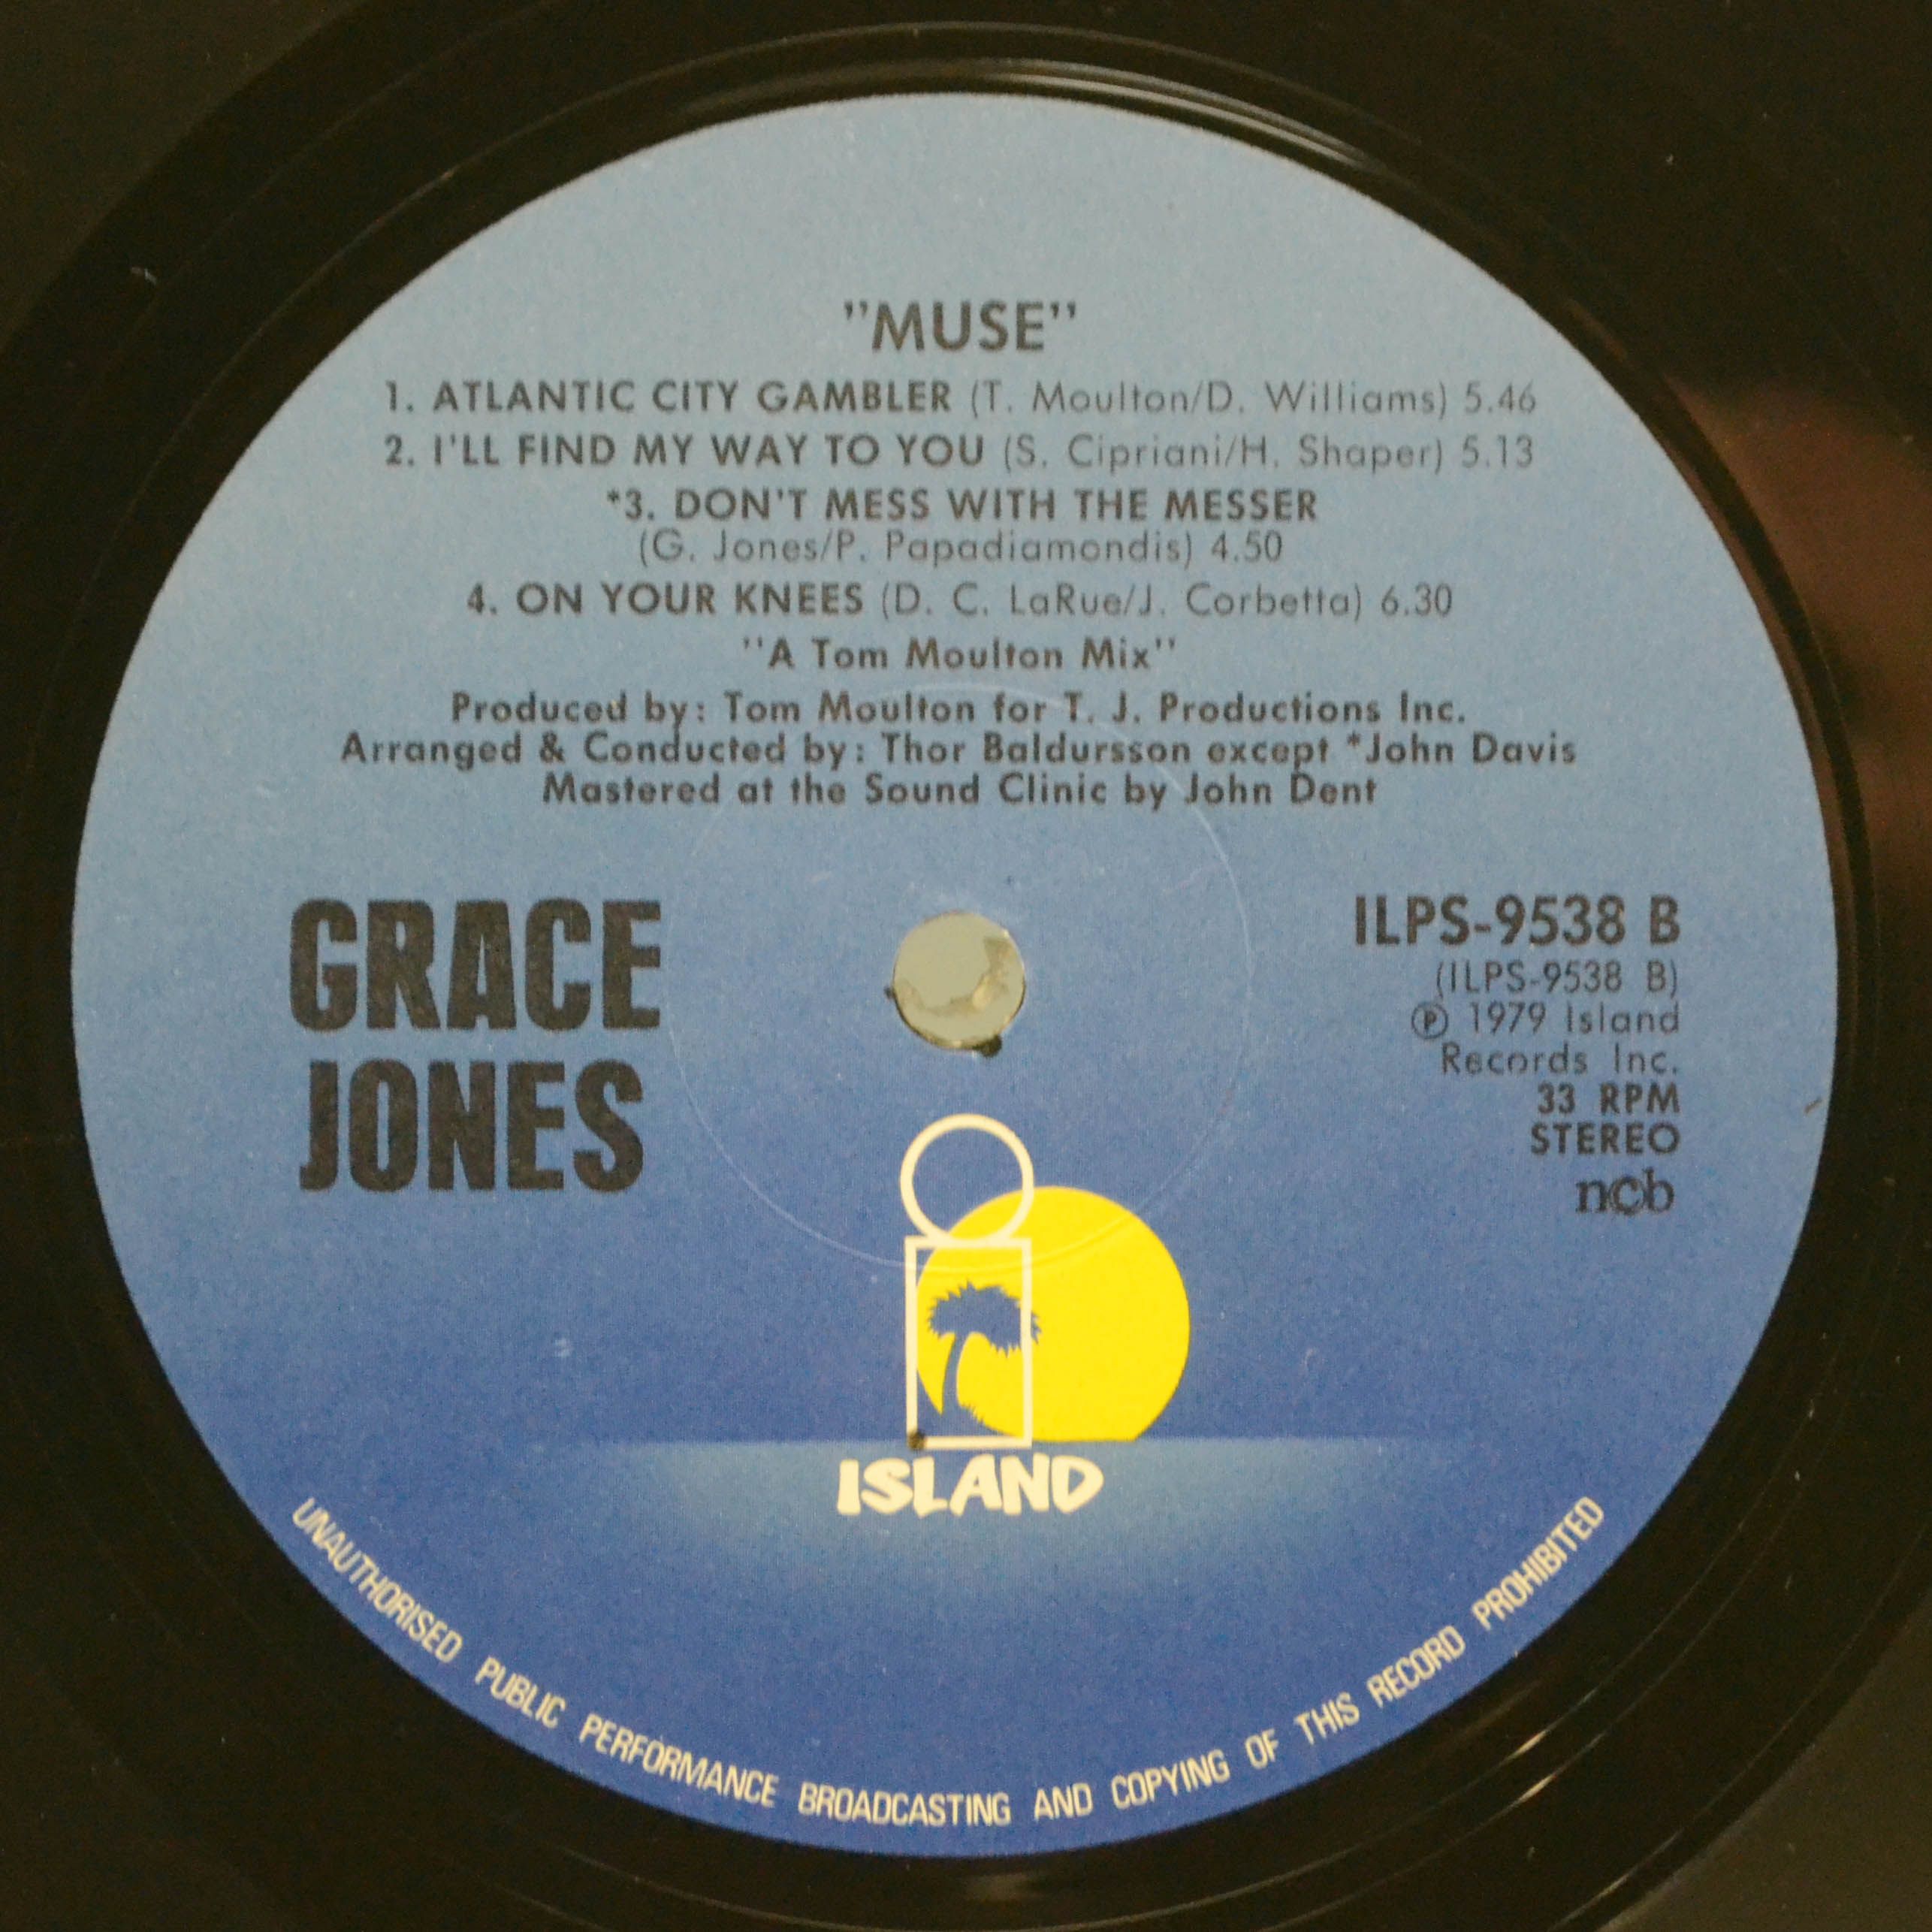 "MUSE"
1. ATLANTIC CITY GAMBLER (T. Moulton/D. Williams) 5.46
2. I'LL FIND MY WAY TO YOU (S. Cipriani/H. Shaper) 5.13
*3. DON'T MESS WITH THE MESSER
(G. Jones/P. Papadiamondis) 4.50
4. ON YOUR KNEES (D. C. LaRue/J. Corbetta) 6.30
"A Tom Moulton Mix"
Produced by: Tom Moulton for T. J. Productions Inc.
Arranged & Conducted by: Thor Baldursson except *John Davis
Mastered at the Sound Clinic by John Dent
GRACE
JONES
ILPS-9538 B
(ILPS-9538 B)
℗ 1979 Island
Records Inc.
33 RPM
STEREO
ncb
ISLAND
UNAUTHORISED PUBLIC PERFORMANCE BROADCASTING AND COPYING OF THIS RECORD PROHIBITED